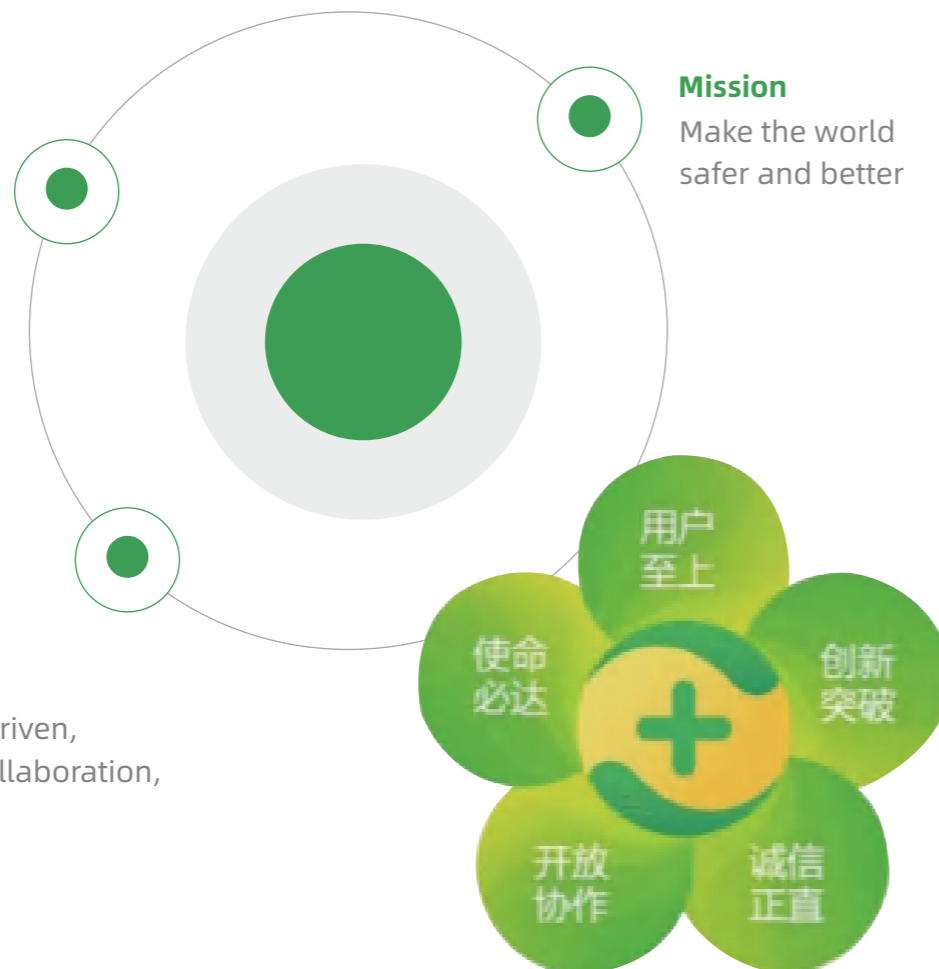 Mission
Make the world
safer and better
用户
至上
使命
必达
创新
突破
riven,
llaboration,
开放
协作
诚信
正直